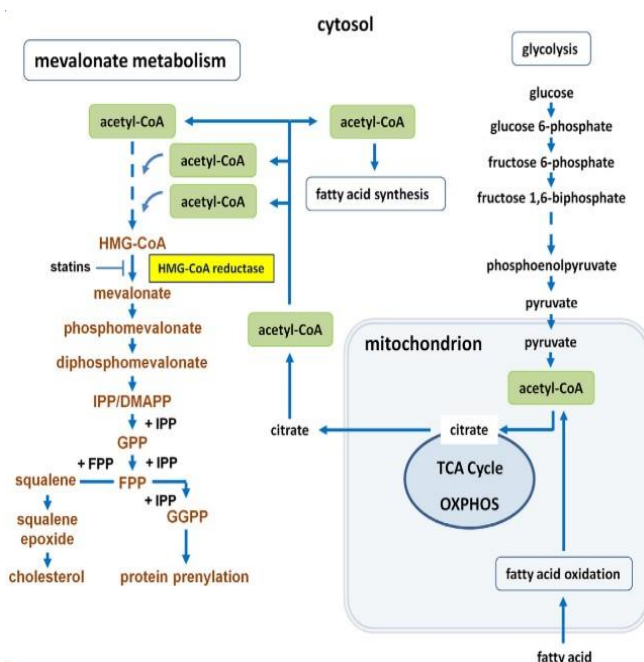 cytosol
mevalonate metabolism
acetyl-CoA
acetyl-CoA
acetyl-CoA
HMG-CoA
statins
HMG-CoA reductase
mevalonate
phosphomevalonate
diphosphomevalonate
IPP/DMAPP
+ IPP
GPP
+ FPP
+ IPP
squalene
FPP
+ IPP
GGPP
squalene
epoxide
cholesterol
protein prenylation
acetyl-CoA
fatty acid synthesis
acetyl-CoA
citrate
glycolysis
glucose
glucose 6-phosphate
fructose 6-phosphate
fructose 1,6-biphosphate
phosphoenolpyruvate
pyruvate
mitochondrion
pyruvate
acetyl-CoA
citrate
TCA Cycle
OXPHOS
fatty acid oxidation
fatty acid